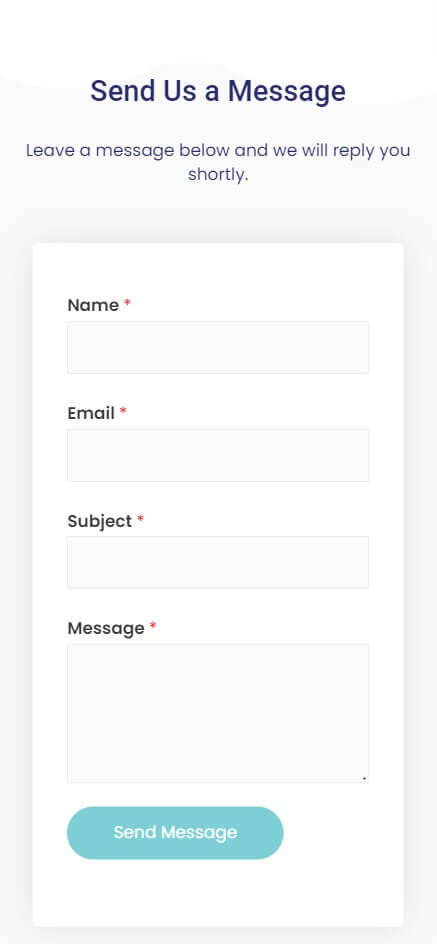 Send Us a Message
Leave a message below and we will reply you
shortly.
Name *
Email *
Subject *
Message *
Send Message